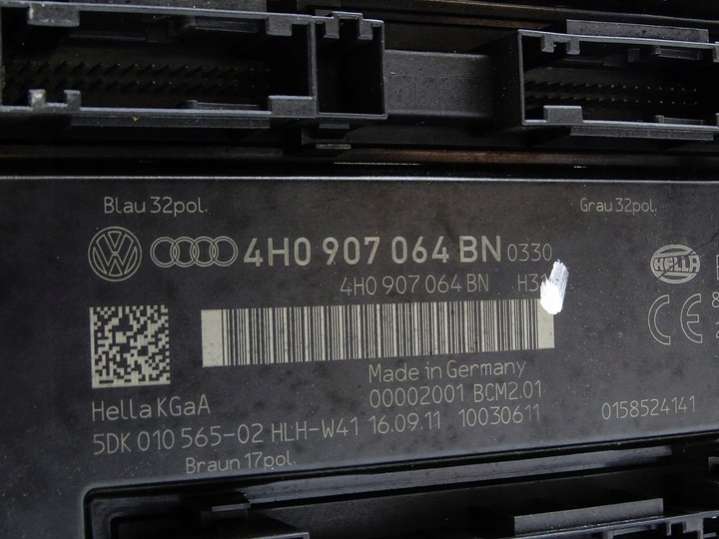 Blau 32pol.
Grau 32pol.
4H0 907 064 BN 0330
4H0 907 064 BN
HELLA
Made in Germany
00002001 BCM2.01
Hella KGaA
5DK 010 565-02 HLH-W41 16.09.11 10030611
0158524141
Braun 17pol.